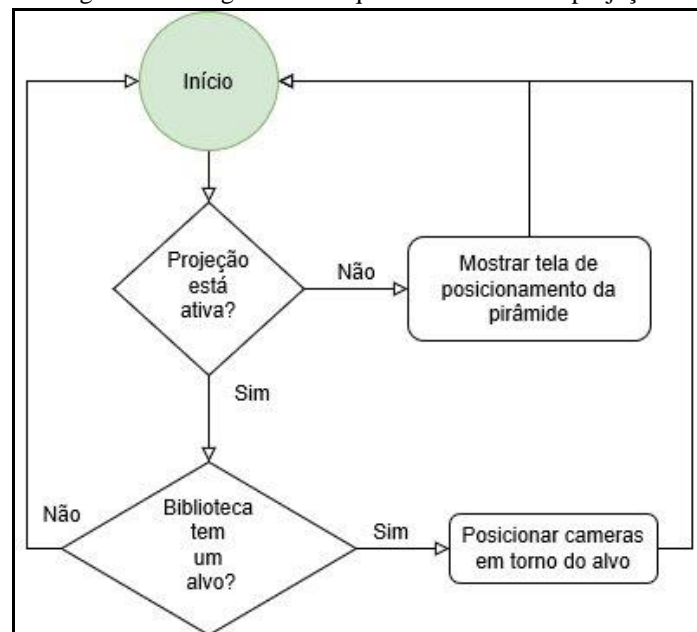 Início
Projeção
está
ativa?
Não
Mostrar tela de
posicionamento da
pirâmide
Sim
Não
Biblioteca
tem
um
alvo?
Sim
Posicionar cameras
em torno do alvo